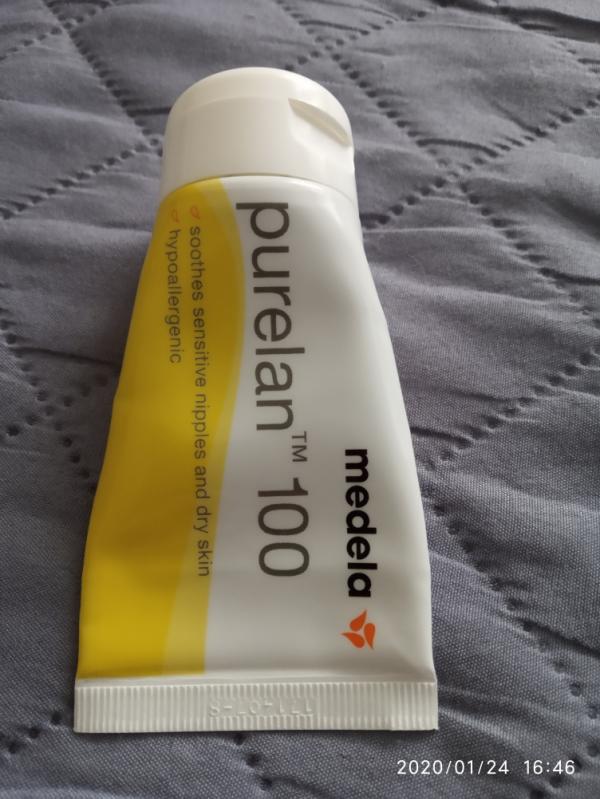 medela
purelan™ 100
soothes sensitive nipples and dry skin
hypoallergenic
2020/01/24 16:46